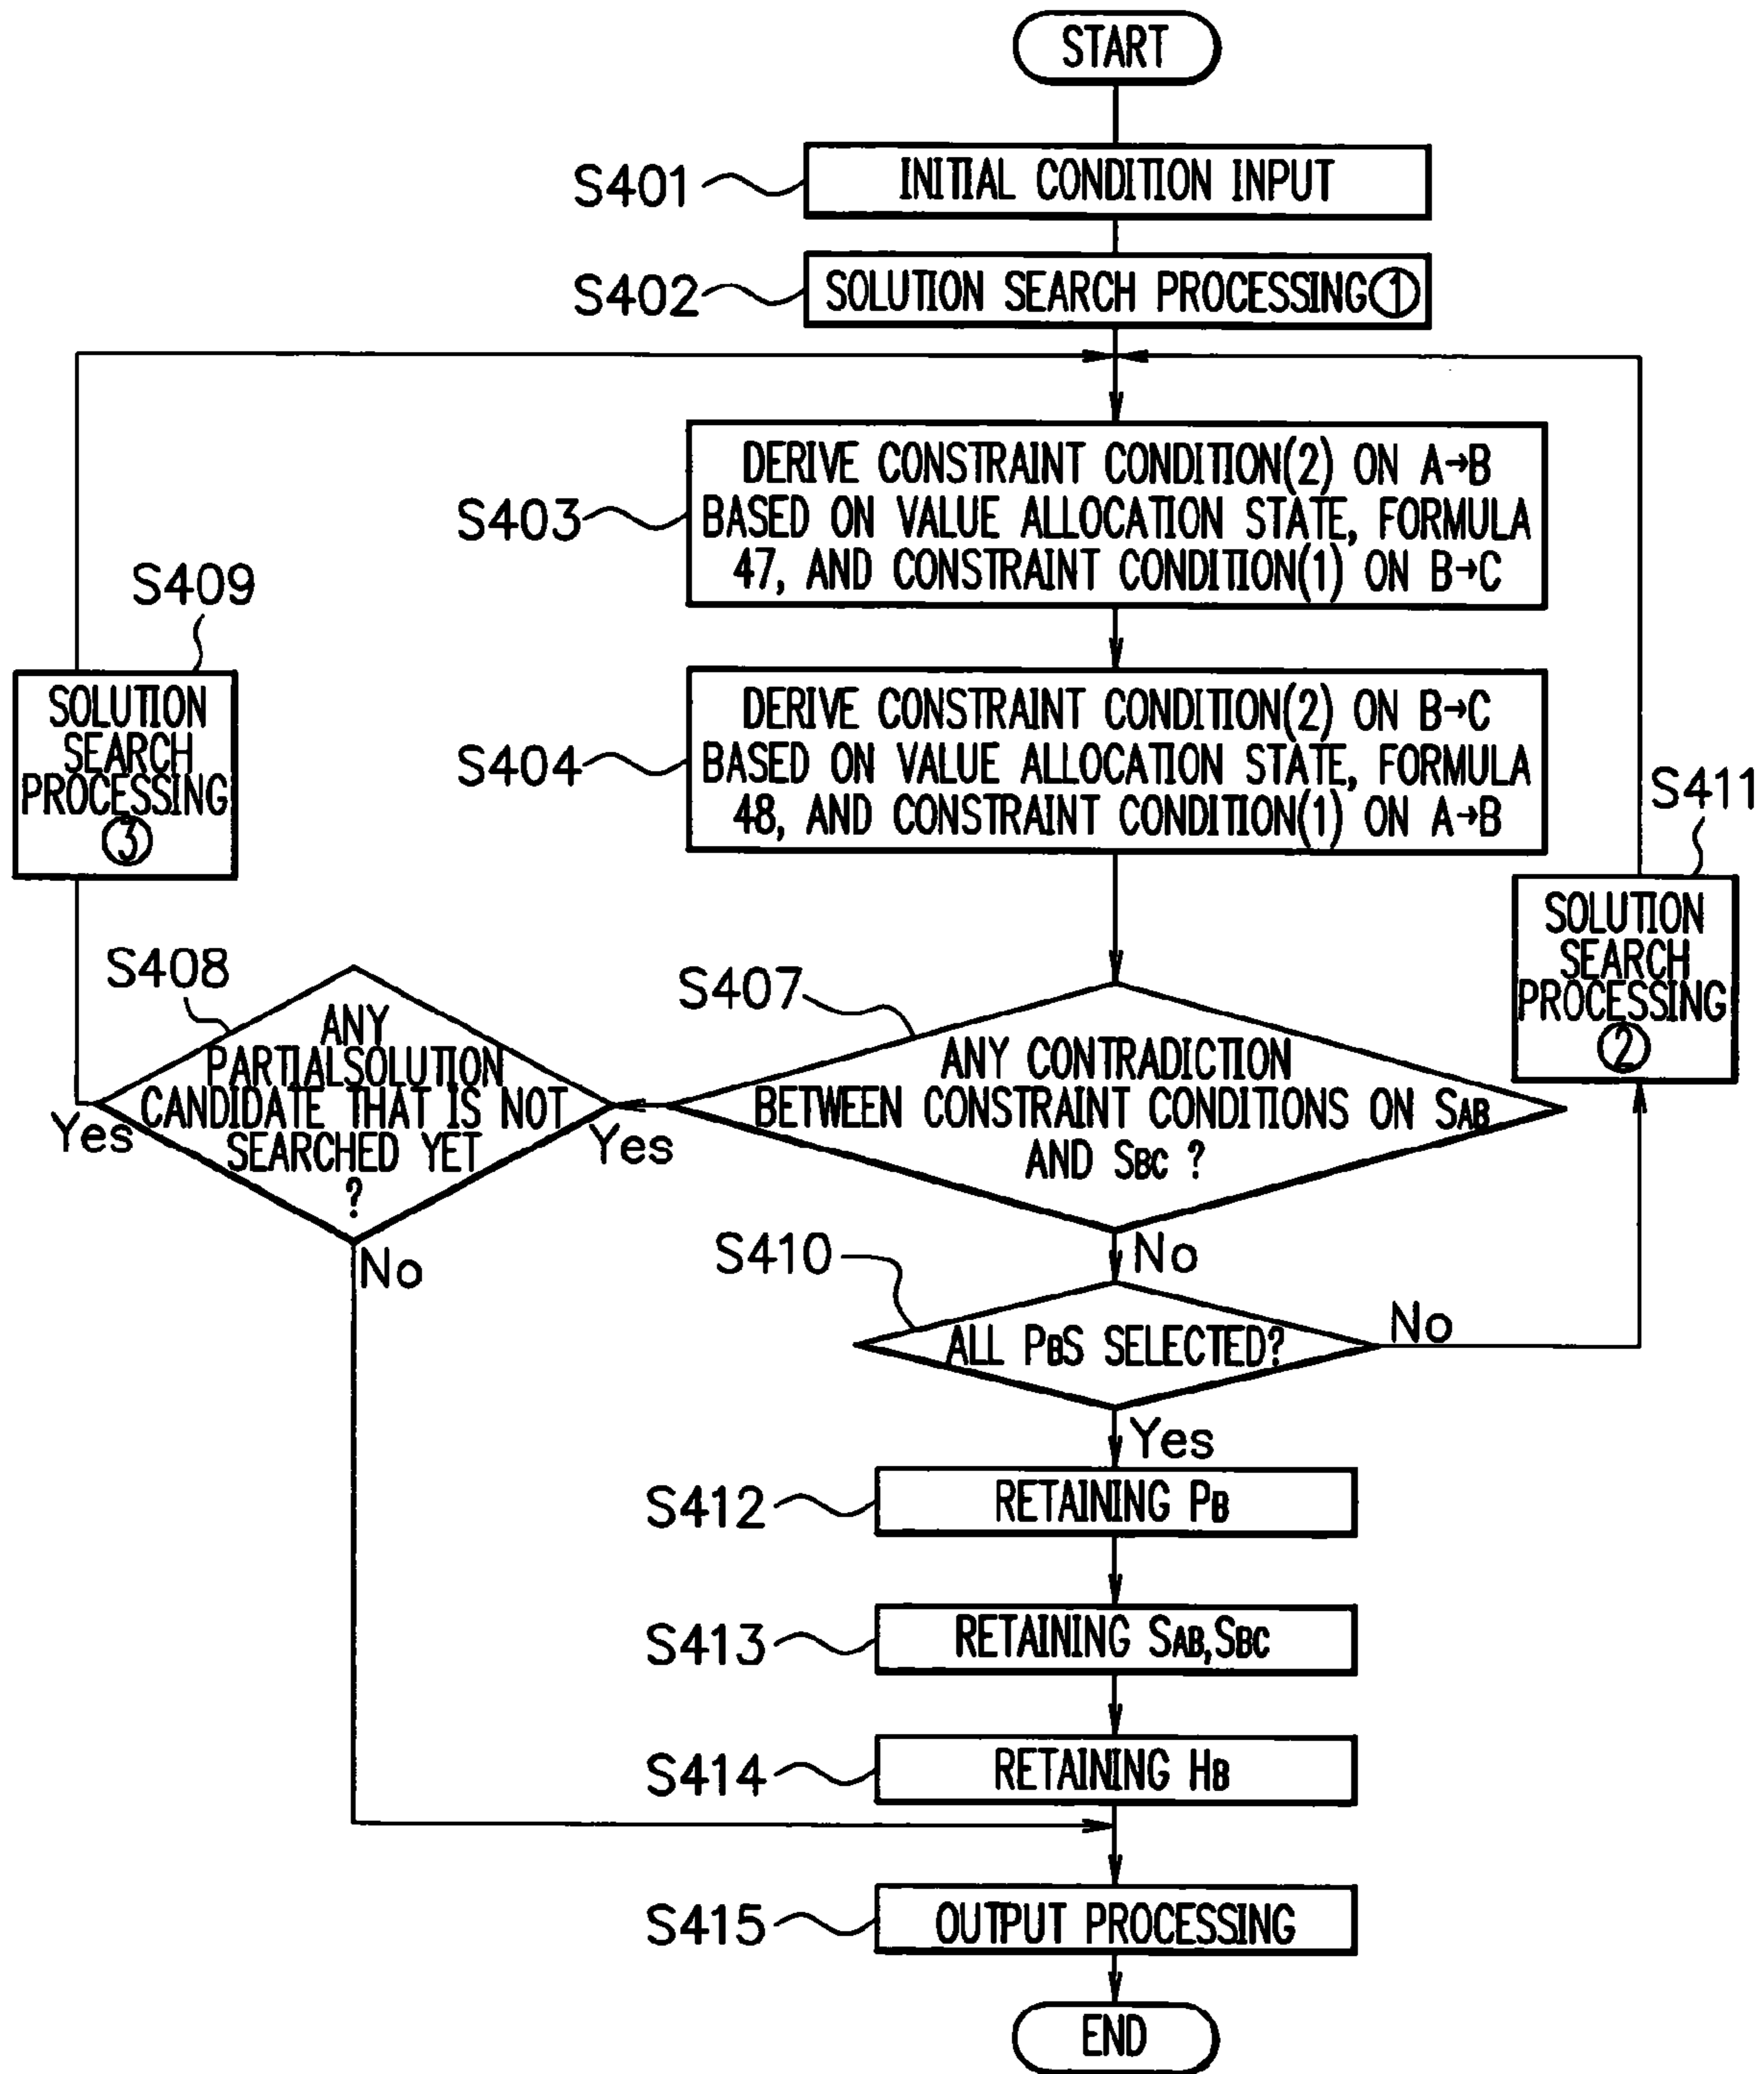 START
S401
INITIAL CONDITION INPUT
S402
SOLUTION SEARCH PROCESSING①
S403
DERIVE CONSTRAINT CONDITION(2) ON A→B
BASED ON VALUE ALLOCATION STATE, FORMULA
47, AND CONSTRAINT CONDITION(1) ON B→C
S409
SOLUTION
SEARCH
PROCESSING
③
S404
DERIVE CONSTRAINT CONDITION(2) ON B→C
BASED ON VALUE ALLOCATION STATE, FORMULA
48, AND CONSTRAINT CONDITION(1) ON A→B
S411
SOLUTION
SEARCH
PROCESSING
②
S408
ANY
PARTIALSOLUTION
CANDIDATE THAT IS NOT
SEARCHED YET
?
Yes
Yes
No
S407
ANY CONTRADICTION
BETWEEN CONSTRAINT CONDITIONS ON SAB
AND SBC ?
No
S410
ALL PBS SELECTED?
No
Yes
S412
RETAINING PB
S413
RETAINING SAB,SBC
S414
RETAINING HB
S415
OUTPUT PROCESSING
END